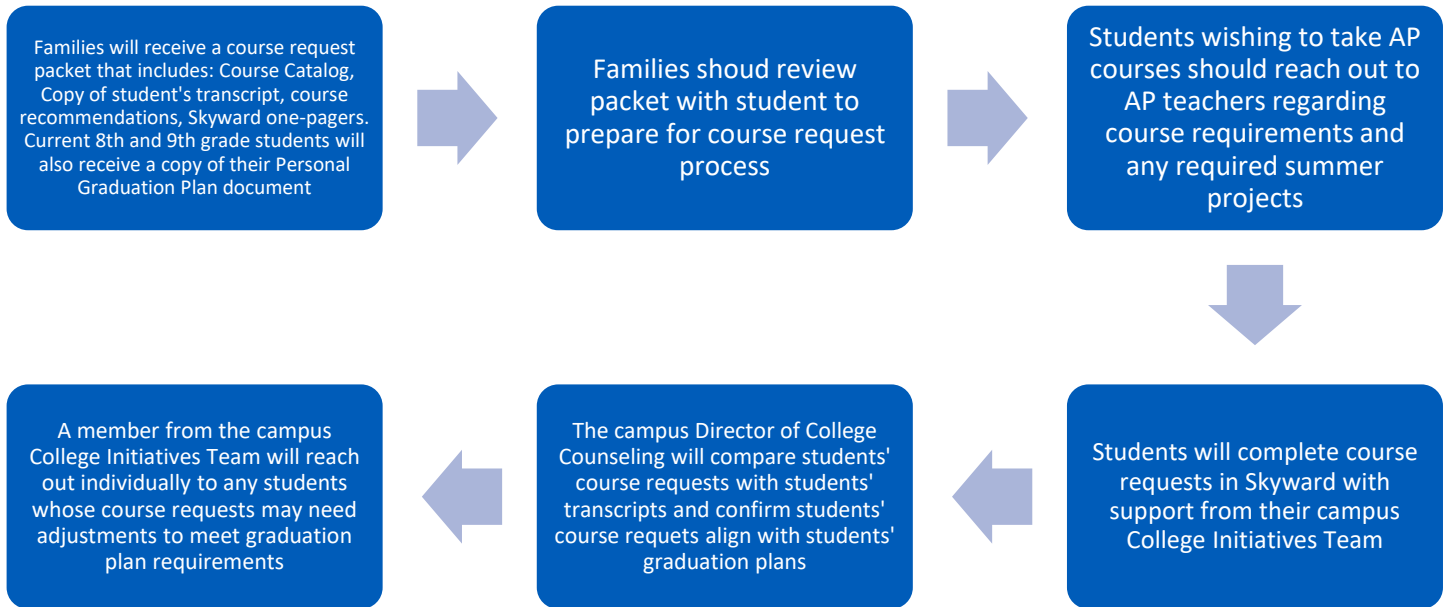 Families will receive a course request
packet that includes: Course Catalog,
Copy of student's transcript, course
recommendations, Skyward one-pagers.
Current 8th and 9th grade students will
also receive a copy of their Personal
Graduation Plan document
Families shoud review
packet with student to
prepare for course request
process
Students wishing to take AP
courses should reach out to
AP teachers regarding
course requirements and
any required summer
projects
Students will complete course
requests in Skyward with
support from their campus
College Initiatives Team
The campus Director of College
Counseling will compare students'
course requests with students'
transcripts and confirm students'
course requets align with students'
graduation plans
A member from the campus
College Initiatives Team will reach
out individually to any students
whose course requests may need
adjustments to meet graduation
plan requirements